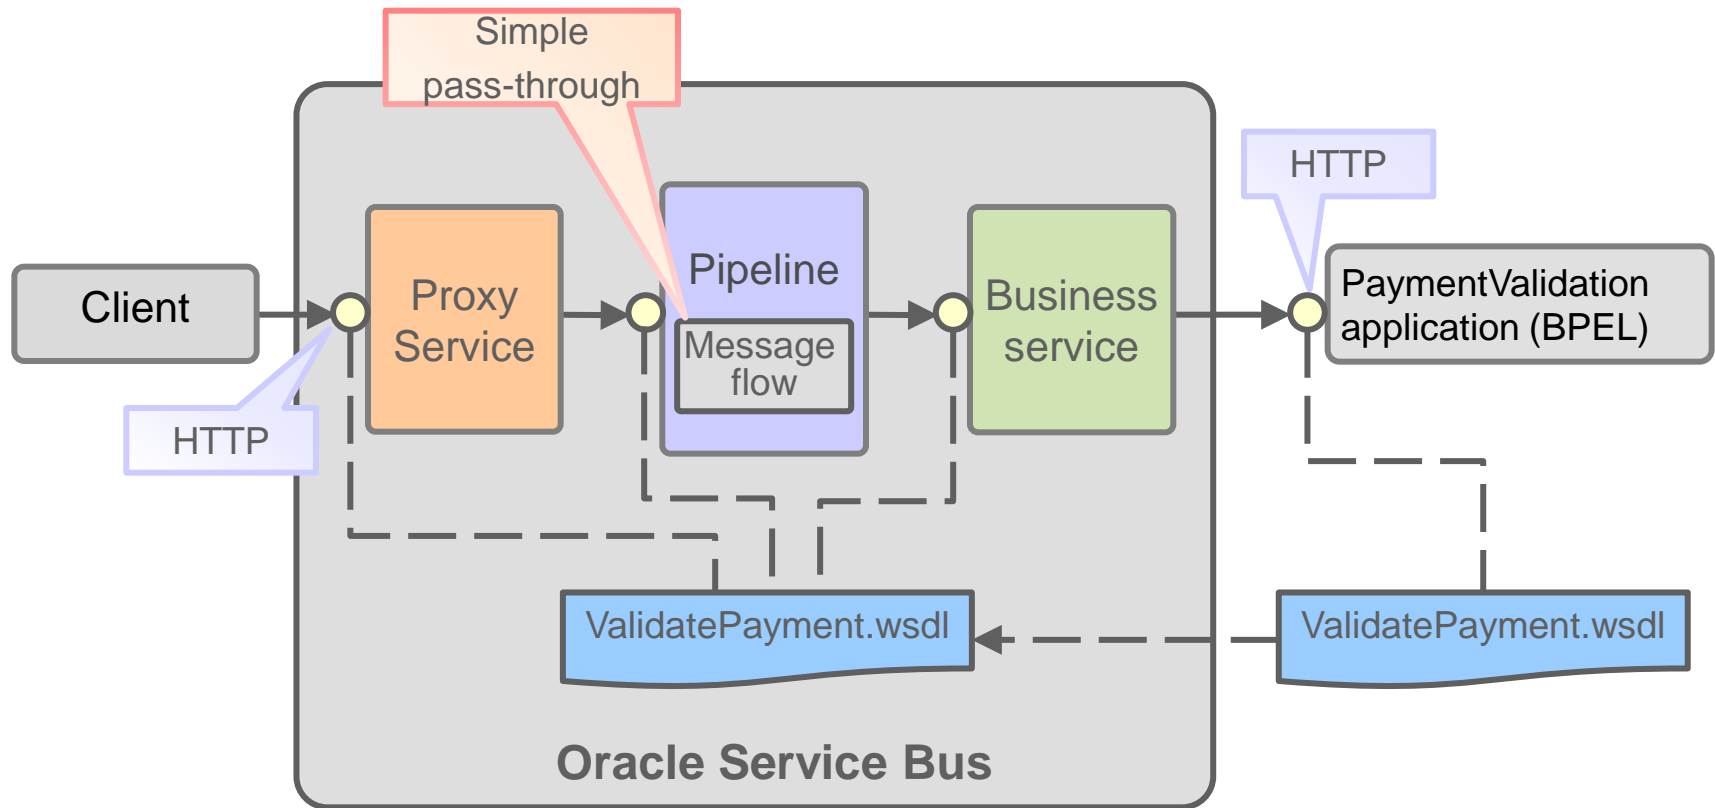 Simple
pass-through
HTTP
Client
Proxy
Service
Pipeline
Message
flow
Business
service
PaymentValidation
application (BPEL)
HTTP
ValidatePayment.wsdl
ValidatePayment.wsdl
Oracle Service Bus